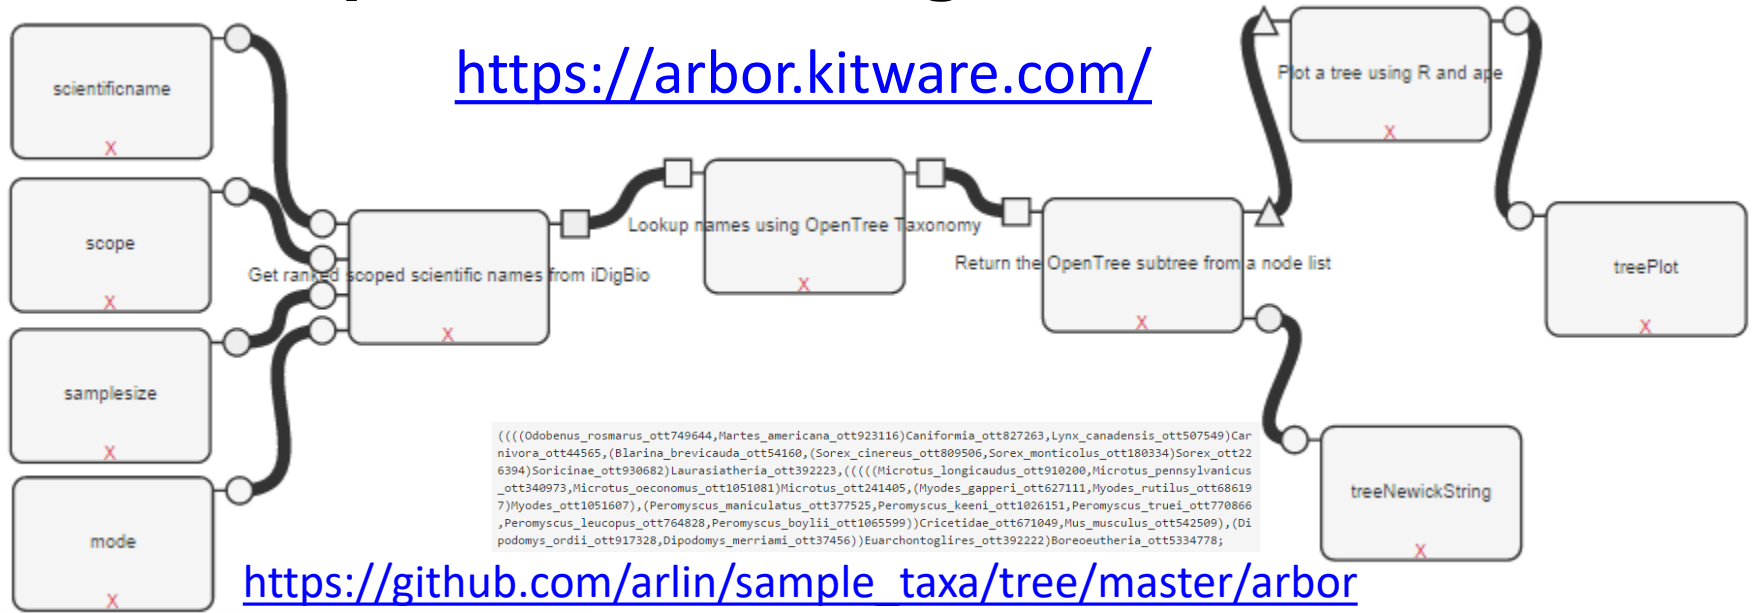 https://arbor.kitware.com/
scientificname
X
scope
X
samplesize
X
mode
X
Get ranked scoped scientific names from iDigBio
X
Lookup names using OpenTree Taxonomy
X
Return the OpenTree subtree from a node list
X
Plot a tree using R and ape
X
treePlot
X
treeNewickString
X
((((Odobenus_rosmarus_ott749644,Martes_americana_ott923116)Caniformia_ott827263,Lynx_canadensis_ott507549)Car
nivora_ott44565,(Blarina_brevicauda_ott54160,(Sorex_cinereus_ott809506,Sorex_monticolus_ott180334)Sorex_ott22
6394)Soricinae_ott930682)Laurasiatheria_ott392223,(((((Microtus_longicaudus_ott910200,Microtus_pennsylvanicus
_ott340973,Microtus_oeconomus_ott1051081)Microtus_ott241405,(Myodes_gapperi_ott627111,Myodes_rutilus_ott68619
7)Myodes_ott1051607),(Peromyscus_maniculatus_ott377525,Peromyscus_keeni_ott1026151,Peromyscus_truei_ott770866
,Peromyscus_leucopus_ott764828,Peromyscus_boylii_ott1065599))Cricetidae_ott671049,Mus_musculus_ott542509),(Di
podomys_ordii_ott917328,Dipodomys_merriami_ott37456))Euarchontoglires_ott392222)Boreoeutheria_ott5334778;
https://github.com/arlin/sample_taxa/tree/master/arbor